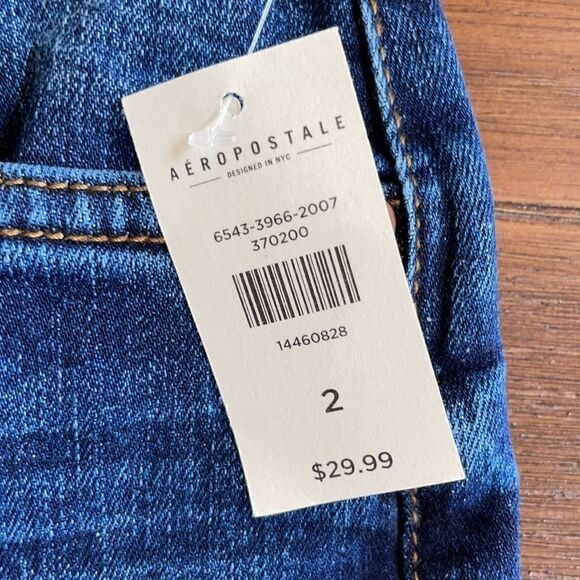 AÉROPOSTALE
DESIGNED IN NYC
6543-3966-2007
370200
14460828
2
$29.99